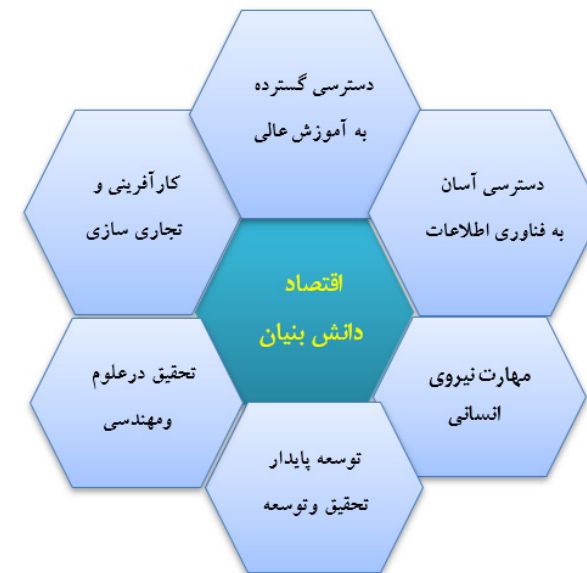 دسترسی گسترده
به آموزش عالی
دسترسی آسان
به فناوری اطلاعات
کارآفرینی و
تجاری سازی
اقتصاد
دانش بنیان
مهارت نیروی
انسانی
تحقیق درعلوم
ومهندسی
توسعه پایدار
تحقیق وتوسعه